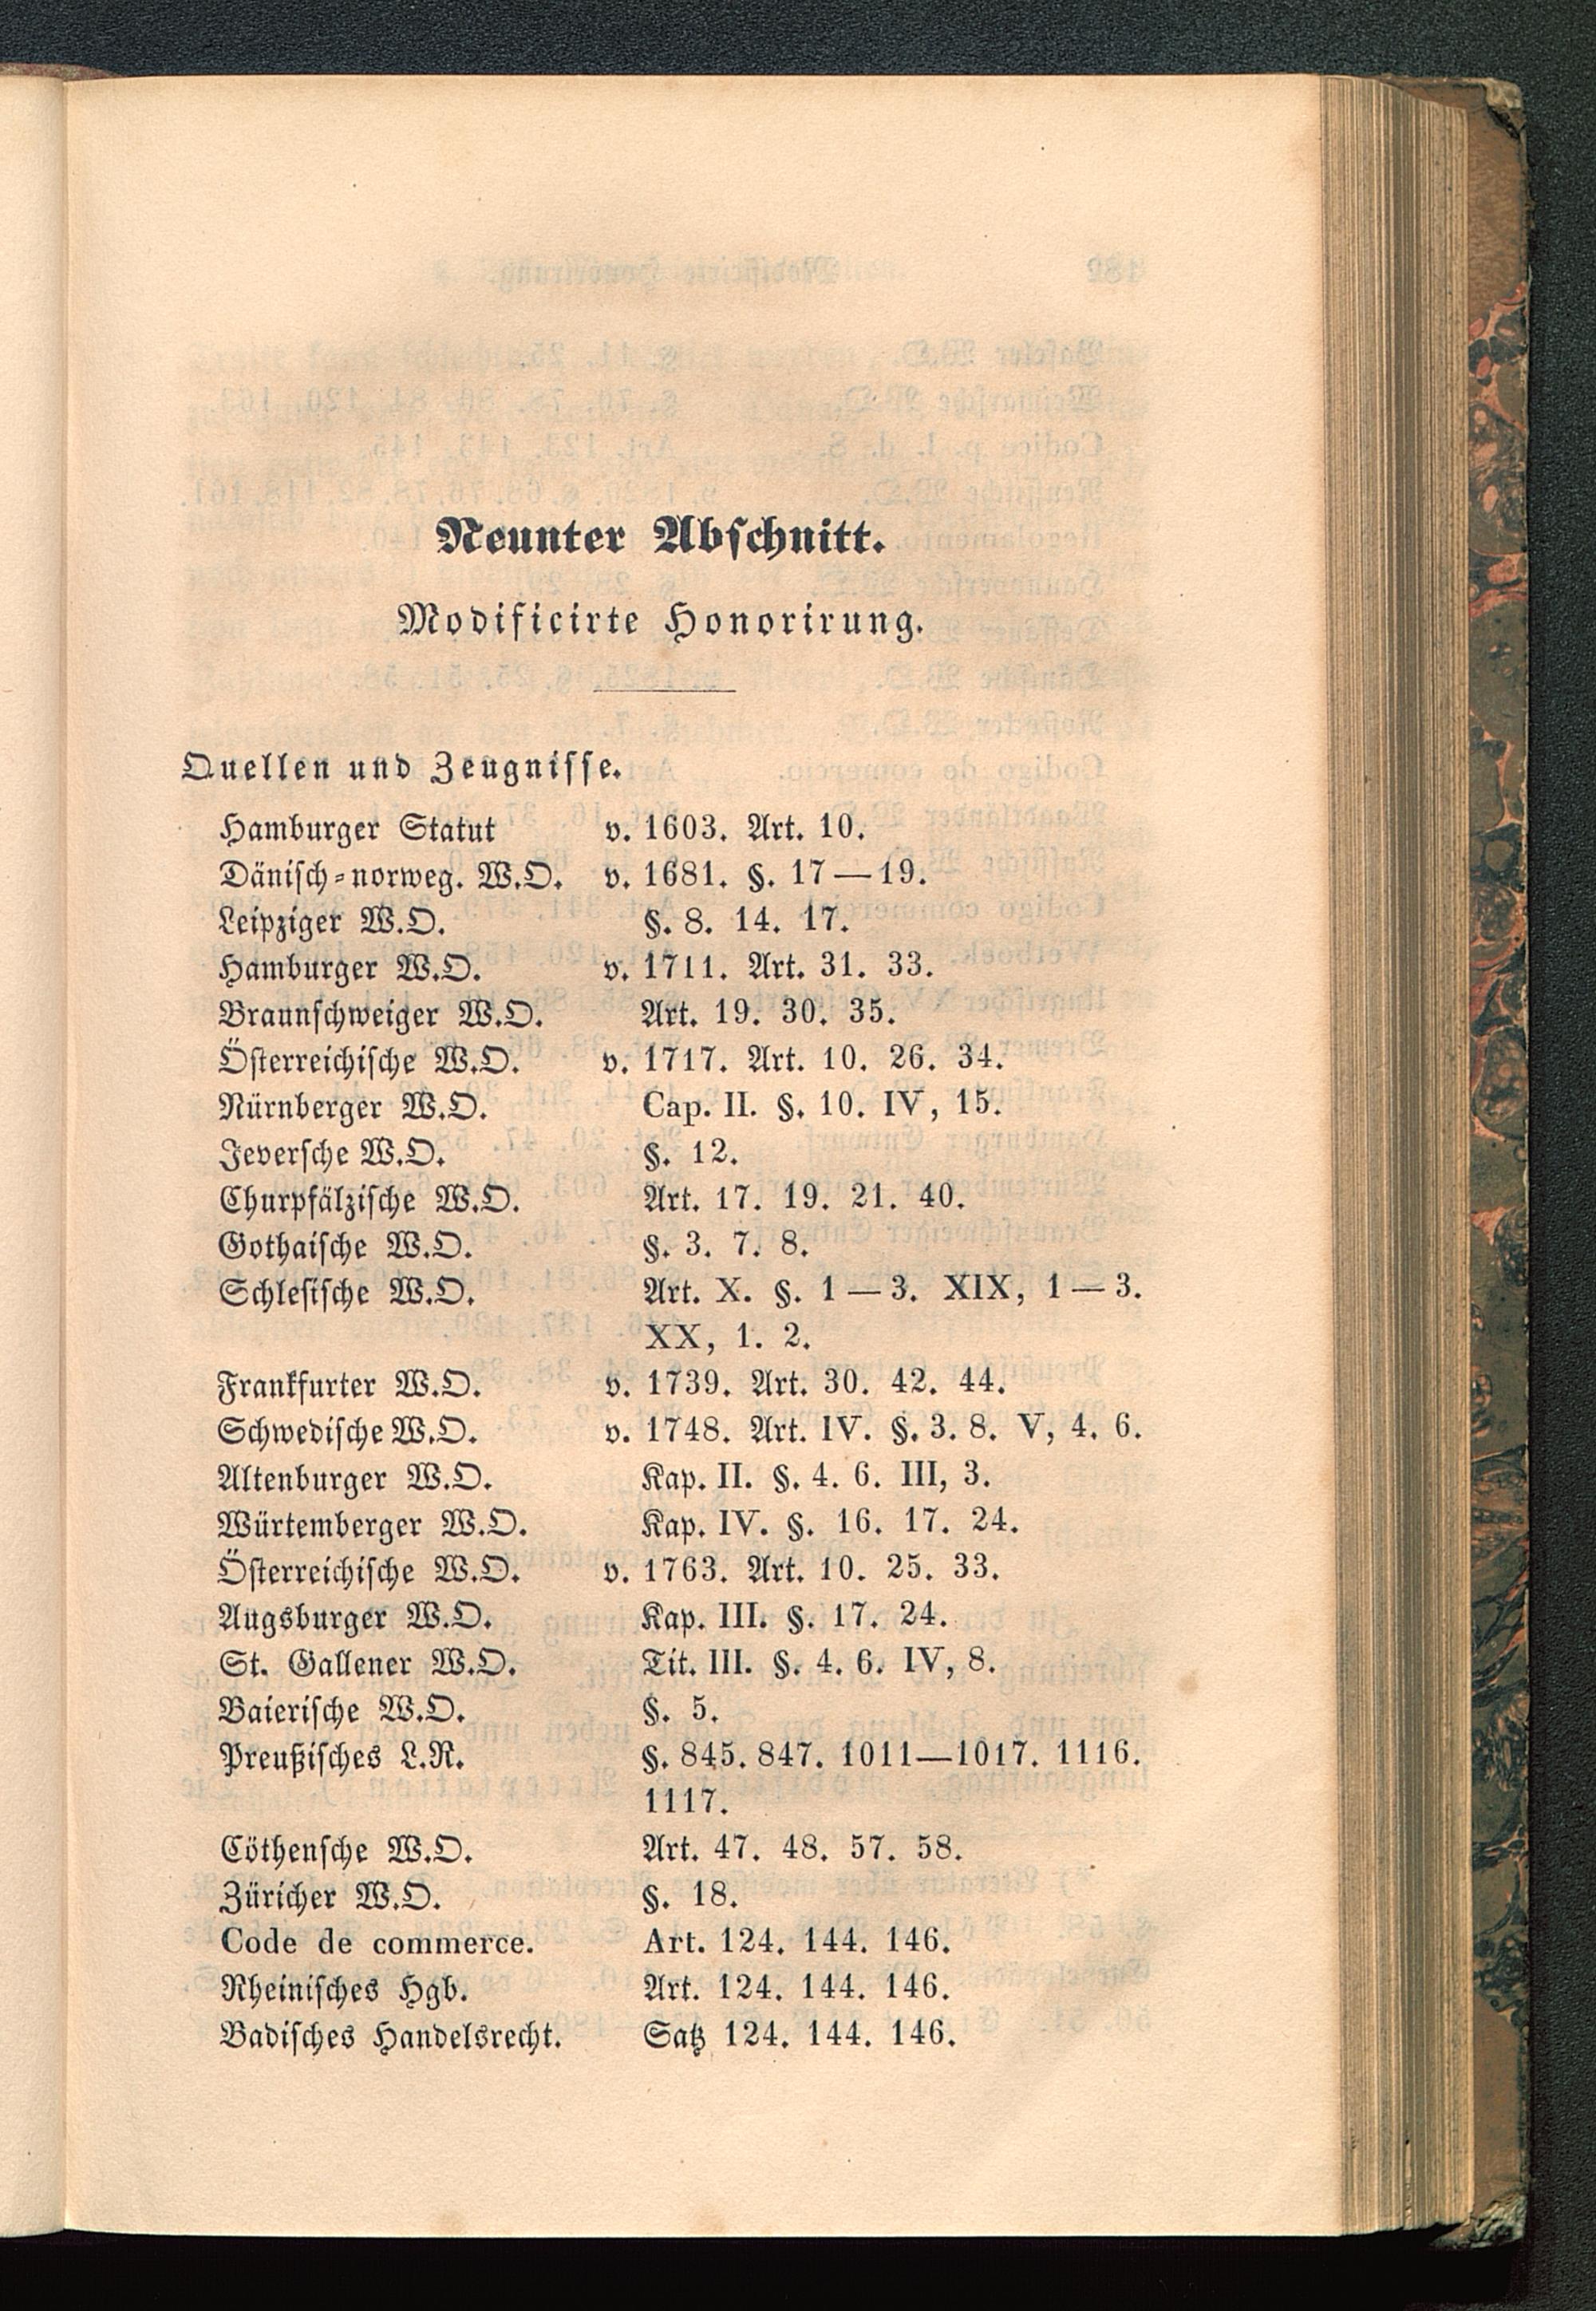 Neunter Abschnitt.
Modificirte Honorirung.
Quellen und Zeugnisse.
Hamburger Statut v. 1603. Art. 10.
Dänisch-norweg. W.O. v. 1681. §. 17—19.
Leipziger W.O. §. 8. 14. 17.
Hamburger W.O. v. 1711. Art. 31. 33.
Braunschweiger W.O. Art. 19. 30. 35.
Österreichische W.O. v. 1717. Art. 10. 26. 34.
Nürnberger W.O. Cap. II. §. 10. IV, 15.
Jeversche W.O. §. 12.
Churpfälzische W.O. Art. 17. 19. 21. 40.
Gothaische W.O. §. 3. 7. 8.
Schlesische W.O. Art. X. §. 1—3. XIX, 1—3.
XX, 1. 2.
Frankfurter W.O. v. 1739. Art. 30. 42. 44.
Schwedische W.O. v. 1748. Art. IV. §. 3. 8. V, 4. 6.
Altenburger W.O. Kap. II. §. 4. 6. III, 3.
Würtemberger W.O. Kap. IV. §. 16. 17. 24.
Österreichische W.O. v. 1763. Art. 10. 25. 33.
Augsburger W.O. Kap. III. §. 17. 24.
St. Gallener W.O. Tit. III. §. 4. 6. IV, 8.
Baierische W.O. §. 5.
Preußisches L.R. §. 845. 847. 1011—1017. 1116.
1117.
Cöthensche W.O. Art. 47. 48. 57. 58.
Züricher W.O. §. 18.
Code de commerce. Art. 124. 144. 146.
Rheinisches Hgb. Art. 124. 144. 146.
Badisches Handelsrecht. Satz 124. 144. 146.